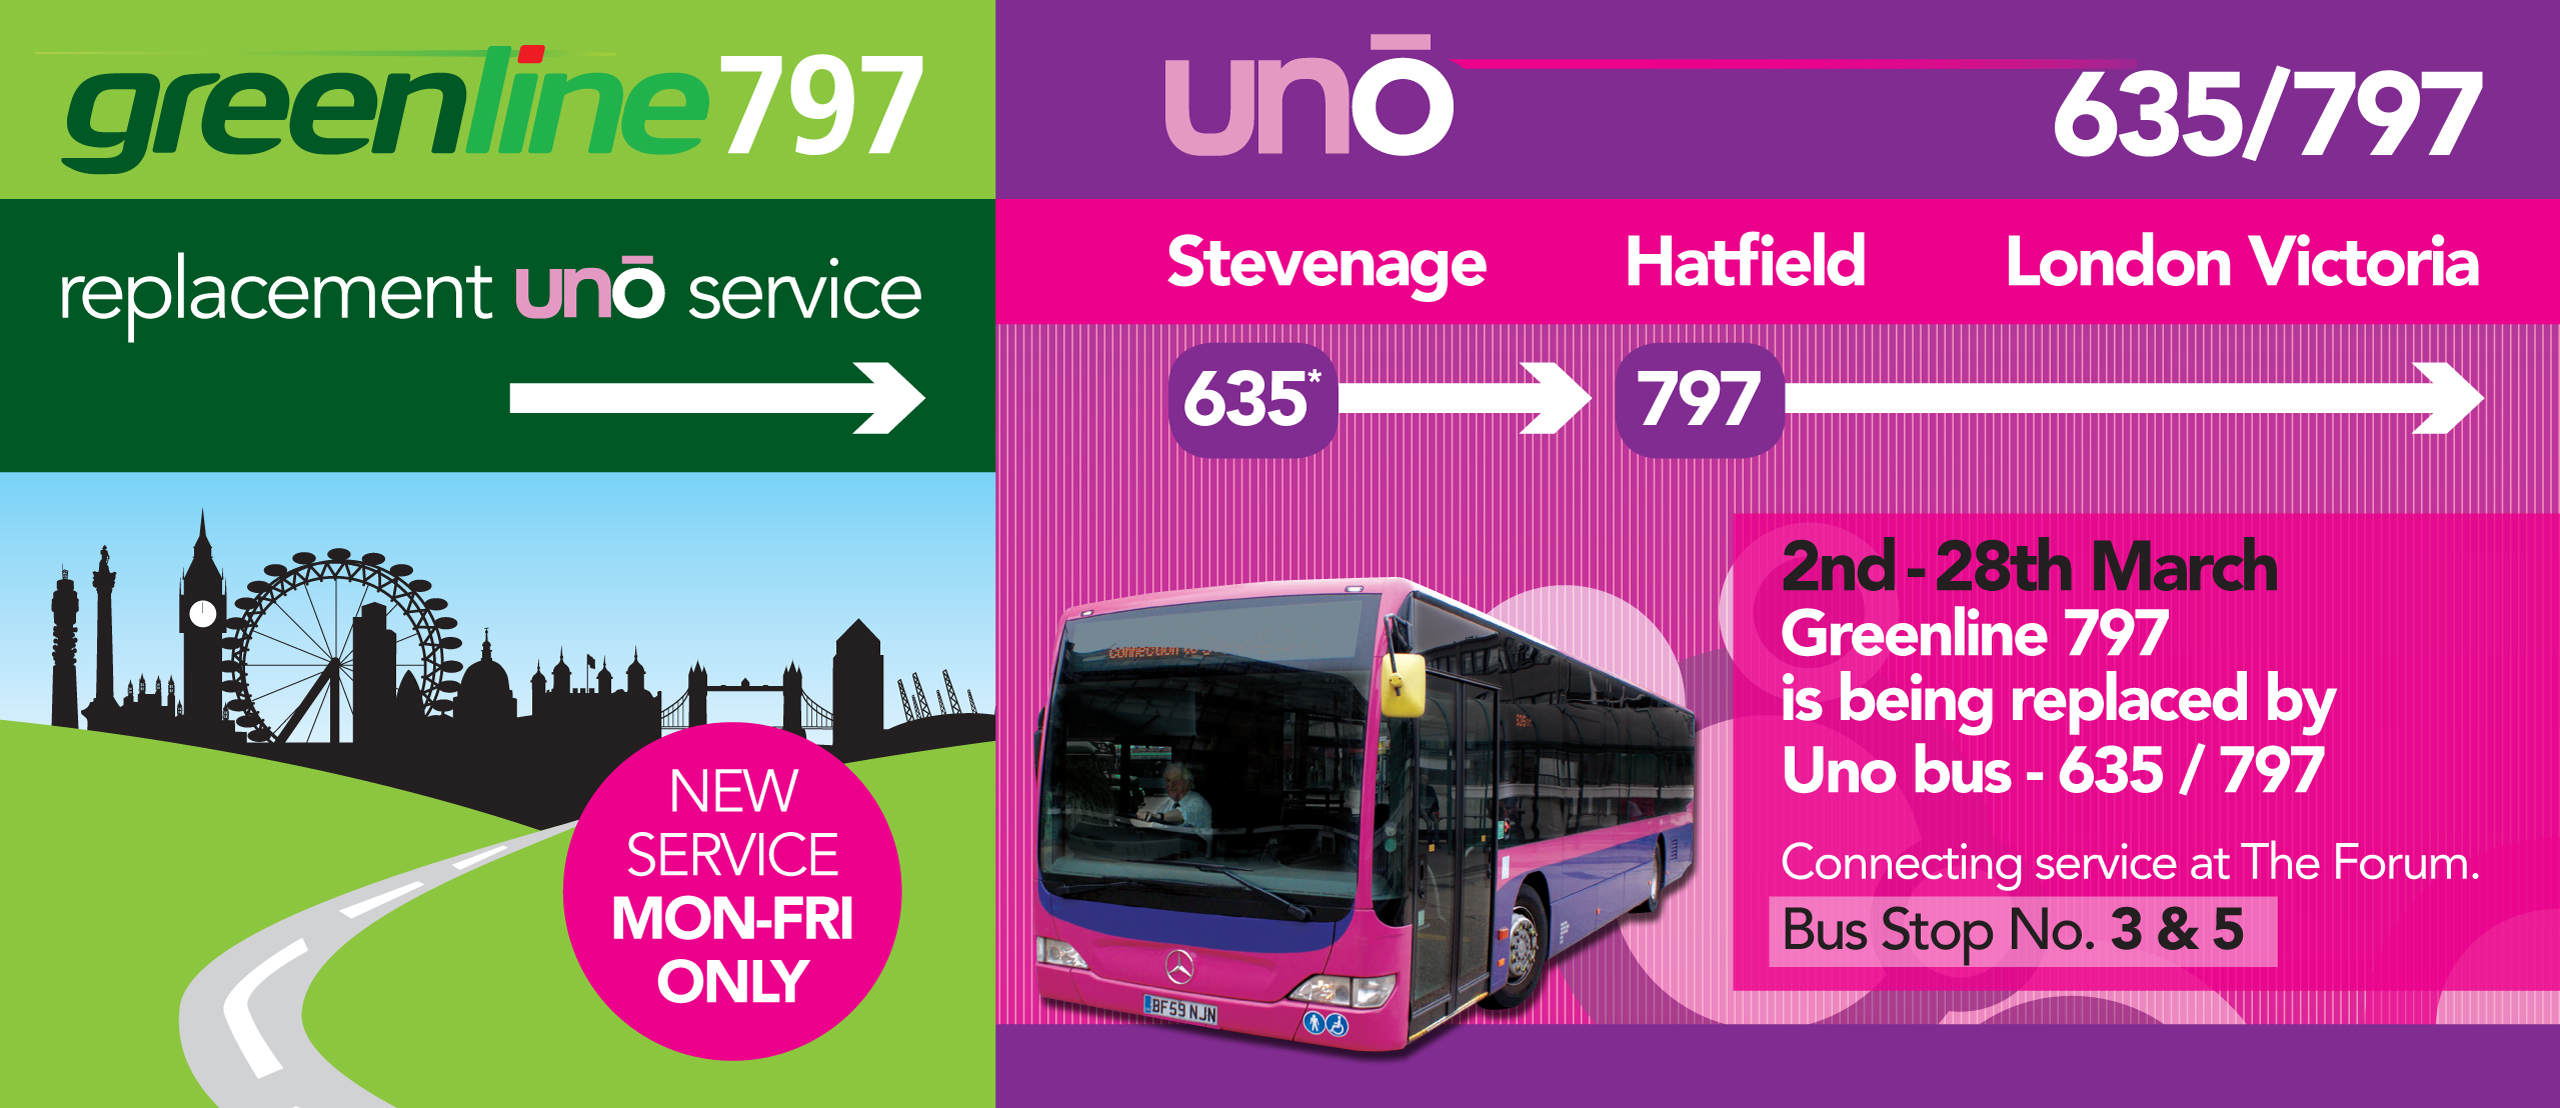 greenline 797
replacement unō service
NEW
SERVICE
MON-FRI
ONLY
unō 635/797
Stevenage Hatfield London Victoria
635* 797
2nd - 28th March
Greenline 797
is being replaced by
Uno bus - 635 / 797
Connecting service at The Forum.
Bus Stop No. 3 & 5
BF59 NJN